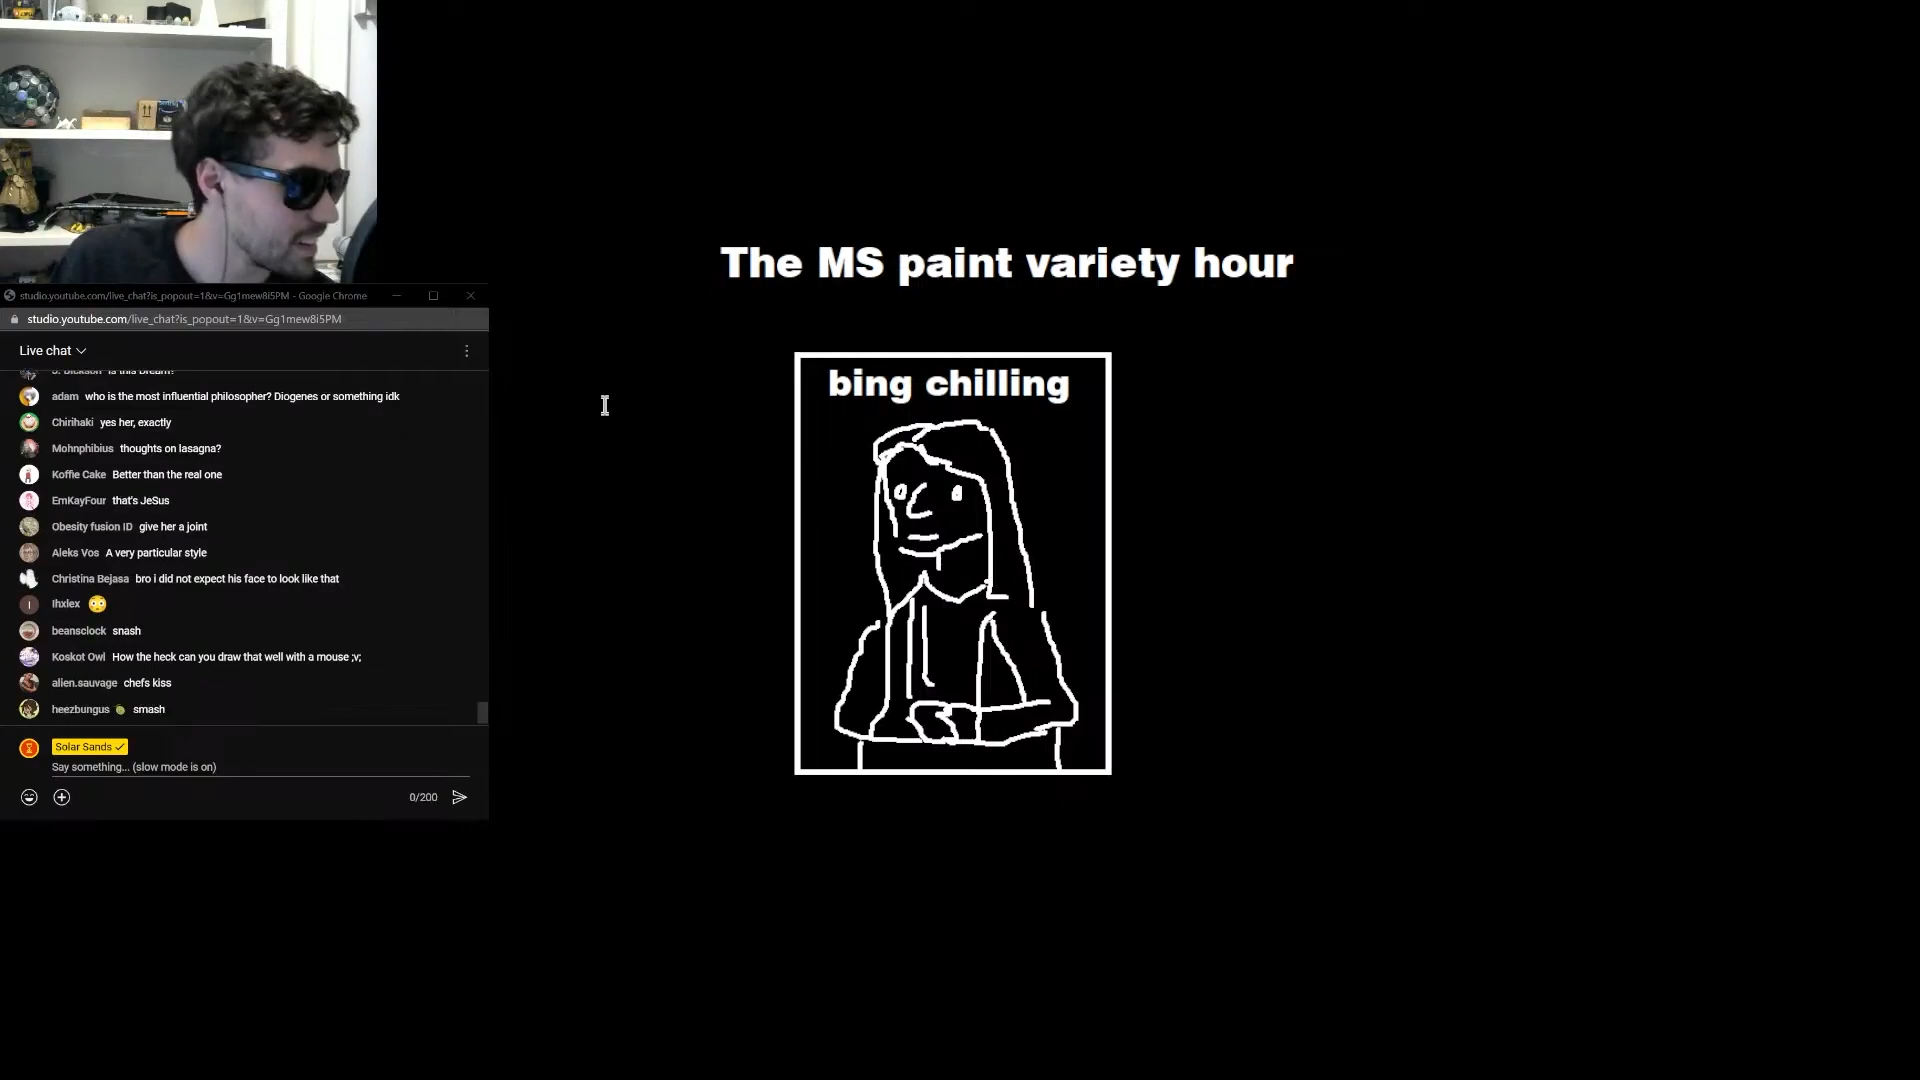 The MS paint variety hour
bing chilling
studio.youtube.com/live_chat?is_popout=1&v=Gg1mew8i5PM - Google Chrome
studio.youtube.com/live_chat?is_popout=1&v=Gg1mew8i5PM
Live chat
J. Dickson is this Dream?
adam who is the most influential philosopher? Diogenes or something idk
Chirihaki yes her, exactly
Mohnphibius thoughts on lasagna?
Koffie Cake Better than the real one
EmKayFour that's JeSus
Obesity fusion ID give her a joint
Aleks Vos A very particular style
Christina Bejasa bro i did not expect his face to look like that
I Ihxlex 😳
beansclock snash
Koskot Owl How the heck can you draw that well with a mouse ;v;
alien.sauvage chefs kiss
heezbungus smash
Solar Sands
Say something... (slow mode is on)
0/200